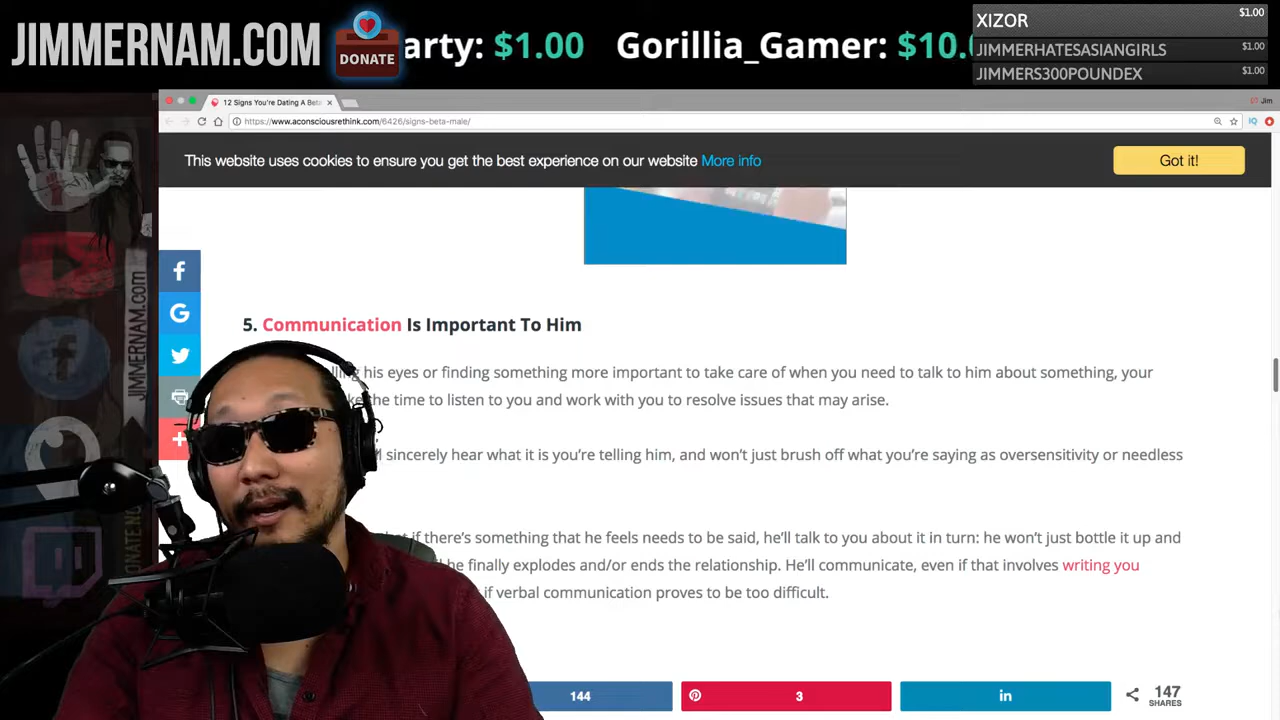 JIMMERNAM.COM
DONATE
arty: $1.00 Gorillia_Gamer: $10.
XIZOR $1.00
JIMMERHATESASIANGIRLS $1.00
JIMMERS300POUNDEX $1.00
12 Signs You're Dating A Beta
Jim
https://www.aconsciousrethink.com/6426/signs-beta-male/
This website uses cookies to ensure you get the best experience on our website More info
Got it!
5. Communication Is Important To Him
his eyes or finding something more important to take care of when you need to talk to him about something, your
the time to listen to you and work with you to resolve issues that may arise.
sincerely hear what it is you're telling him, and won't just brush off what you're saying as oversensitivity or needless
if there's something that he feels needs to be said, he'll talk to you about it in turn: he won't just bottle it up and
he finally explodes and/or ends the relationship. He'll communicate, even if that involves writing you
if verbal communication proves to be too difficult.
144
3
in
147
SHARES
JIMMERNAM.com
DONATE NO